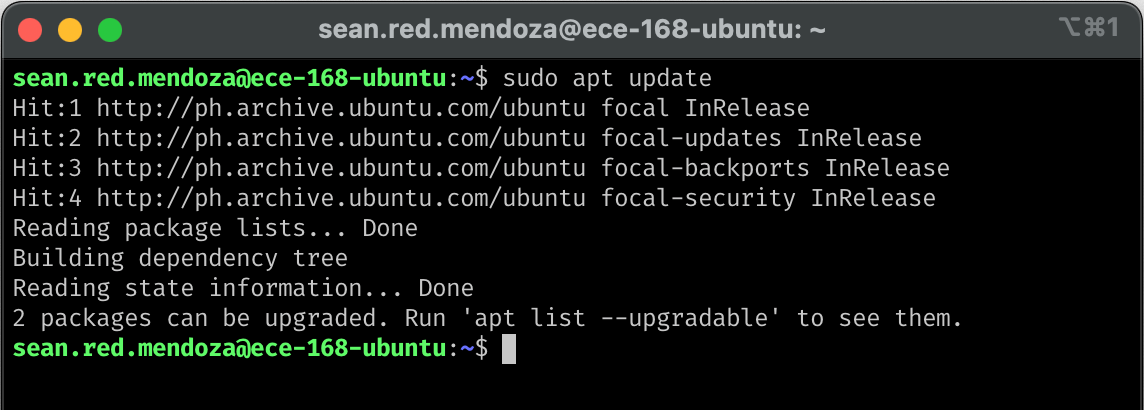 sean.red.mendoza@ece-168-ubuntu: ~
⌥⌘1
sean.red.mendoza@ece-168-ubuntu:~$ sudo apt update
Hit:1 http://ph.archive.ubuntu.com/ubuntu focal InRelease
Hit:2 http://ph.archive.ubuntu.com/ubuntu focal-updates InRelease
Hit:3 http://ph.archive.ubuntu.com/ubuntu focal-backports InRelease
Hit:4 http://ph.archive.ubuntu.com/ubuntu focal-security InRelease
Reading package lists... Done
Building dependency tree
Reading state information... Done
2 packages can be upgraded. Run 'apt list --upgradable' to see them.
sean.red.mendoza@ece-168-ubuntu:~$